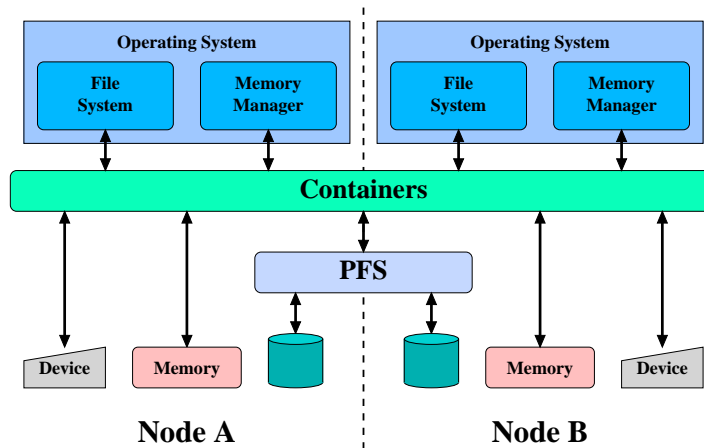 Operating System
File
System
Memory
Manager
Operating System
File
System
Memory
Manager
Containers
PFS
Device
Memory
Memory
Device
Node A
Node B